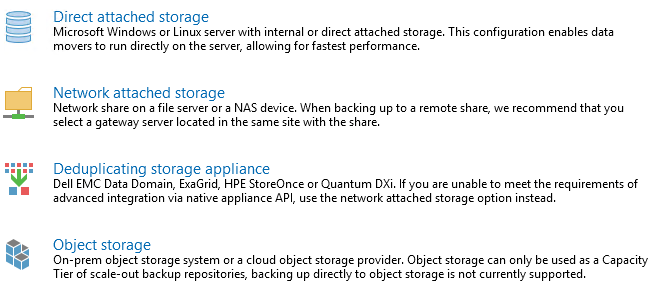 Direct attached storage
Microsoft Windows or Linux server with internal or direct attached storage. This configuration enables data
movers to run directly on the server, allowing for fastest performance.
Network attached storage
Network share on a file server or a NAS device. When backing up to a remote share, we recommend that you
select a gateway server located in the same site with the share.
Deduplicating storage appliance
Dell EMC Data Domain, ExaGrid, HPE StoreOnce or Quantum DXi. If you are unable to meet the requirements of
advanced integration via native appliance API, use the network attached storage option instead.
Object storage
On-prem object storage system or a cloud object storage provider. Object storage can only be used as a Capacity
Tier of scale-out backup repositories, backing up directly to object storage is not currently supported.